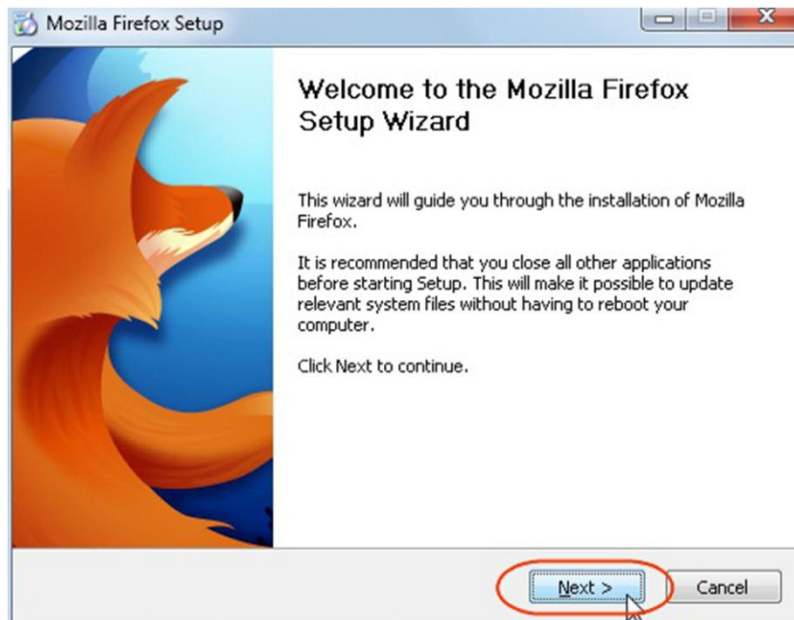 Mozilla Firefox Setup
Welcome to the Mozilla Firefox
Setup Wizard
This wizard will guide you through the installation of Mozilla
Firefox.
It is recommended that you close all other applications
before starting Setup. This will make it possible to update
relevant system files without having to reboot your
computer.
Click Next to continue.
Next >
Cancel